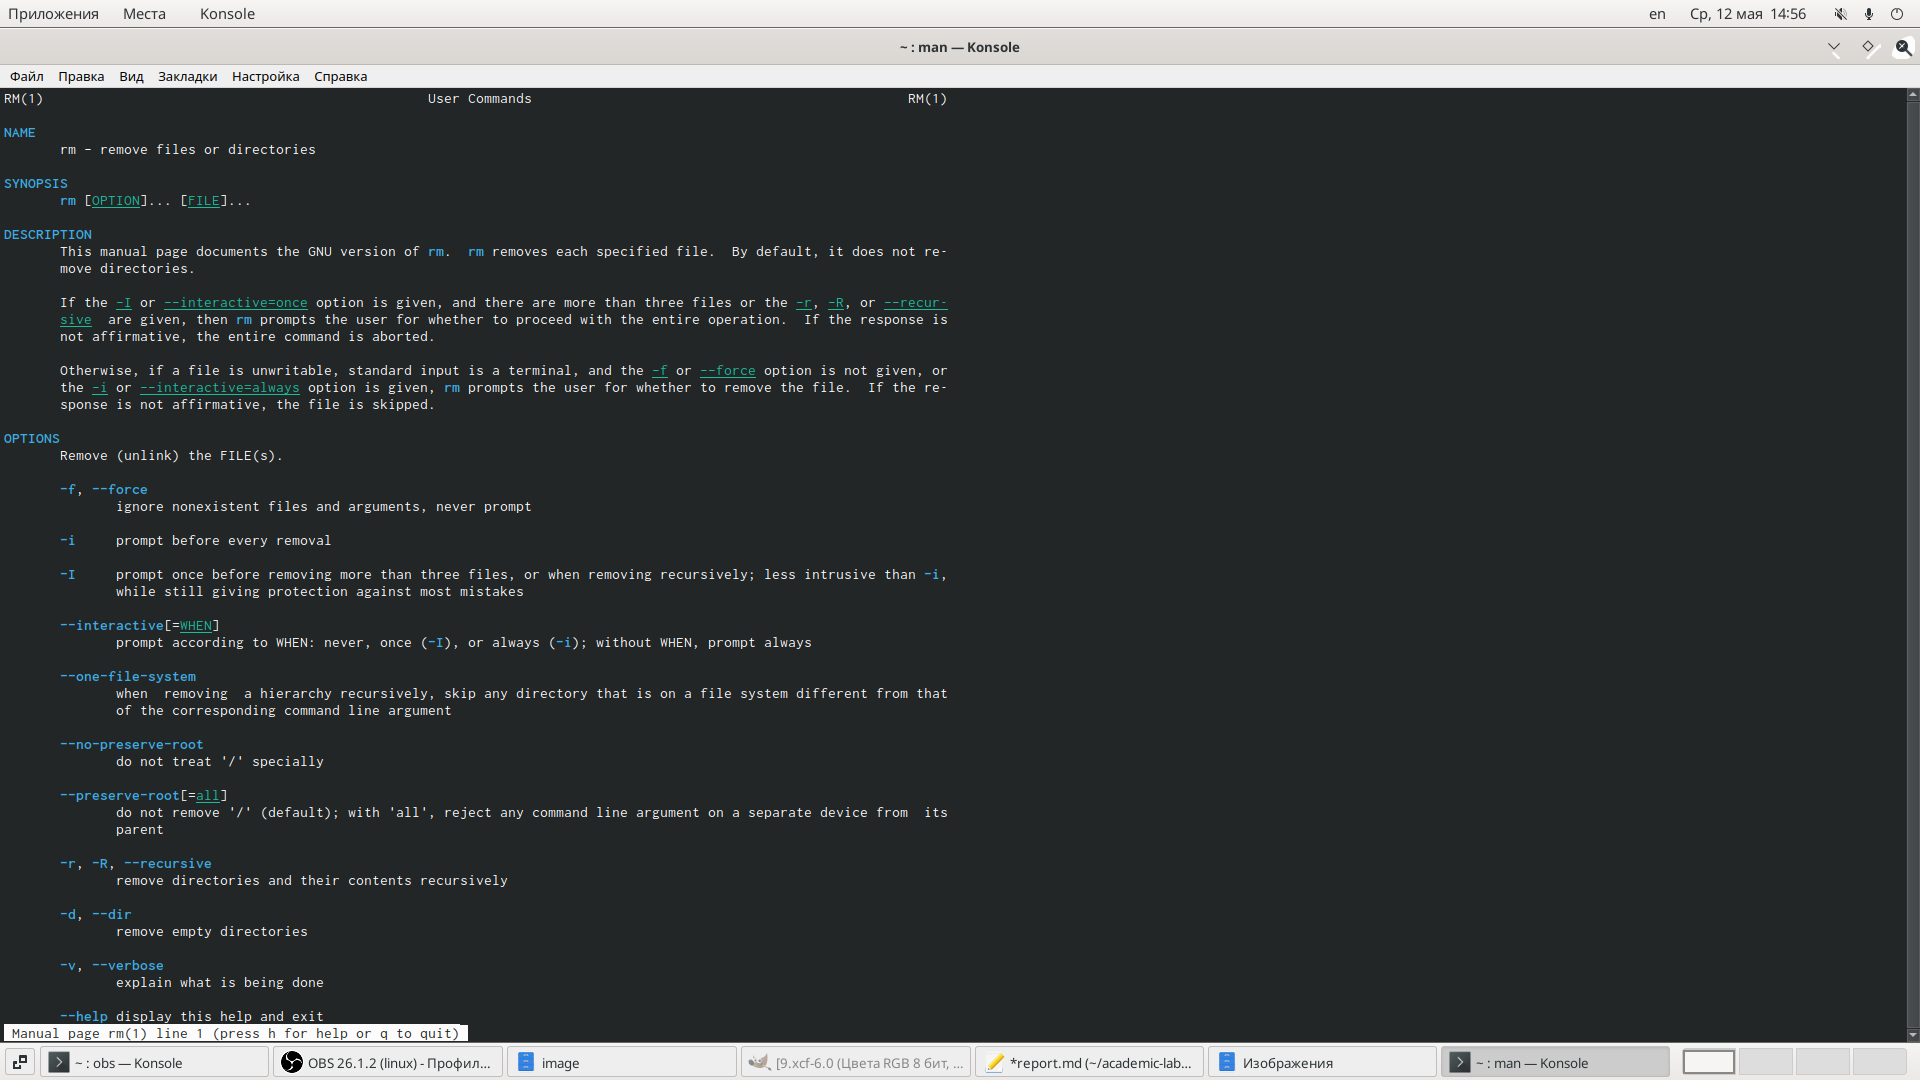 Приложения Места Konsole en Ср, 12 мая 14:56
~ : man — Konsole
Файл Правка Вид Закладки Настройка Справка
RM(1) User Commands RM(1)
NAME
rm - remove files or directories
SYNOPSIS
rm [OPTION]... [FILE]...
DESCRIPTION
This manual page documents the GNU version of rm. rm removes each specified file. By default, it does not re-
move directories.
If the -I or --interactive=once option is given, and there are more than three files or the -r, -R, or --recur-
sive are given, then rm prompts the user for whether to proceed with the entire operation. If the response is
not affirmative, the entire command is aborted.
Otherwise, if a file is unwritable, standard input is a terminal, and the -f or --force option is not given, or
the -i or --interactive=always option is given, rm prompts the user for whether to remove the file. If the re-
sponse is not affirmative, the file is skipped.
OPTIONS
Remove (unlink) the FILE(s).
-f, --force
ignore nonexistent files and arguments, never prompt
-i prompt before every removal
-I prompt once before removing more than three files, or when removing recursively; less intrusive than -i,
while still giving protection against most mistakes
--interactive[=WHEN]
prompt according to WHEN: never, once (-I), or always (-i); without WHEN, prompt always
--one-file-system
when removing a hierarchy recursively, skip any directory that is on a file system different from that
of the corresponding command line argument
--no-preserve-root
do not treat '/' specially
--preserve-root[=all]
do not remove '/' (default); with 'all', reject any command line argument on a separate device from its
parent
-r, -R, --recursive
remove directories and their contents recursively
-d, --dir
remove empty directories
-v, --verbose
explain what is being done
--help display this help and exit
Manual page rm(1) line 1 (press h for help or q to quit)
~ : obs — Konsole OBS 26.1.2 (linux) - Профил... image [9.xcf-6.0 (Цвета RGB 8 бит, ... *report.md (~/academic-lab... Изображения ~ : man — Konsole